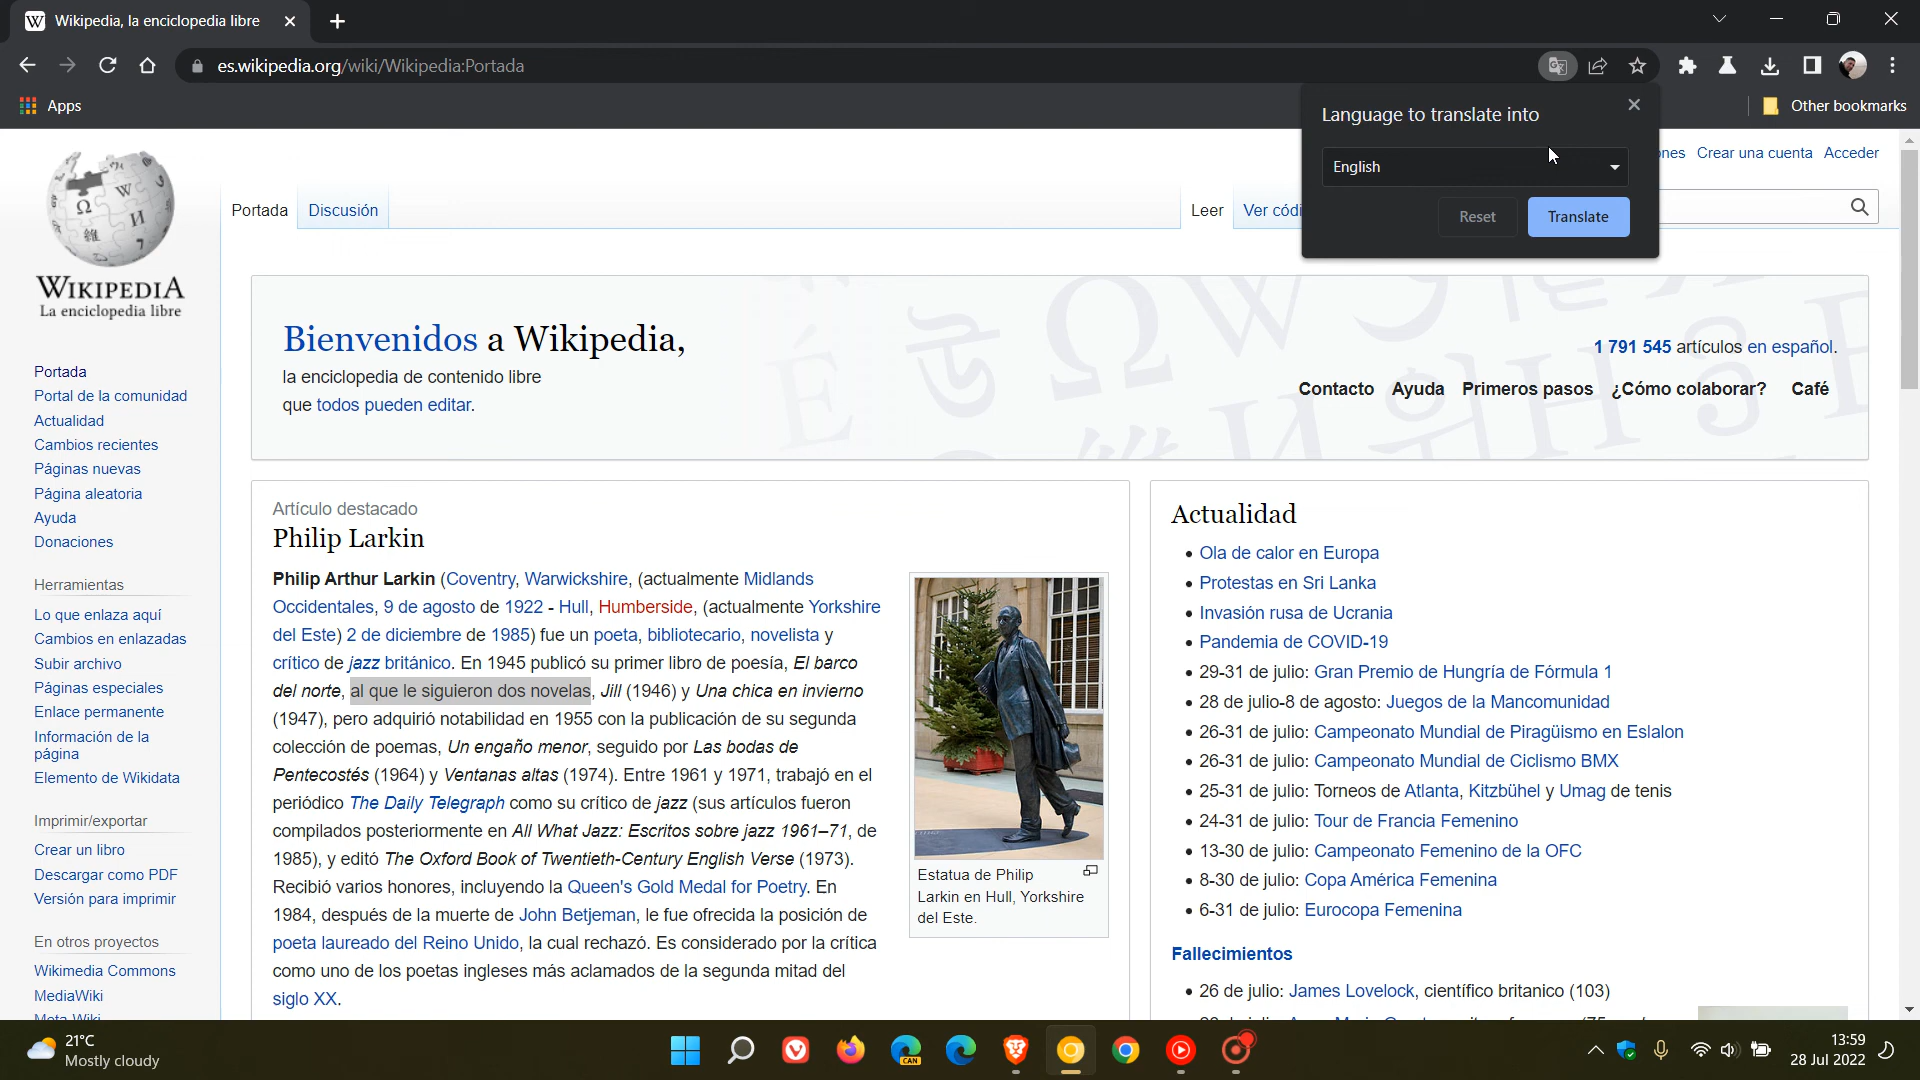 Wikipedia, la enciclopedia libre
es.wikipedia.org/wiki/Wikipedia:Portada
Apps
Other bookmarks
Language to translate into
English
Reset
Translate
Crear una cuenta
Acceder
WIKIPEDIA
La enciclopedia libre
Portada
Discusión
Leer
Ver códi
Bienvenidos a Wikipedia,
la enciclopedia de contenido libre
que todos pueden editar.
1 791 545 artículos en español.
Contacto Ayuda Primeros pasos ¿Cómo colaborar? Café
Portada
Portal de la comunidad
Actualidad
Cambios recientes
Páginas nuevas
Página aleatoria
Ayuda
Donaciones
Herramientas
Lo que enlaza aquí
Cambios en enlazadas
Subir archivo
Páginas especiales
Enlace permanente
Información de la
página
Elemento de Wikidata
Imprimir/exportar
Crear un libro
Descargar como PDF
Versión para imprimir
En otros proyectos
Wikimedia Commons
MediaWiki
Meta-Wiki
Artículo destacado
Philip Larkin
Philip Arthur Larkin (Coventry, Warwickshire, (actualmente Midlands
Occidentales, 9 de agosto de 1922 - Hull, Humberside, (actualmente Yorkshire
del Este) 2 de diciembre de 1985) fue un poeta, bibliotecario, novelista y
crítico de jazz británico. En 1945 publicó su primer libro de poesía, El barco
del norte, al que le siguieron dos novelas, Jill (1946) y Una chica en invierno
(1947), pero adquirió notabilidad en 1955 con la publicación de su segunda
colección de poemas, Un engaño menor, seguido por Las bodas de
Pentecostés (1964) y Ventanas altas (1974). Entre 1961 y 1971, trabajó en el
periódico The Daily Telegraph como su crítico de jazz (sus artículos fueron
compilados posteriormente en All What Jazz: Escritos sobre jazz 1961–71, de
1985), y editó The Oxford Book of Twentieth-Century English Verse (1973).
Recibió varios honores, incluyendo la Queen's Gold Medal for Poetry. En
1984, después de la muerte de John Betjeman, le fue ofrecida la posición de
poeta laureado del Reino Unido, la cual rechazó. Es considerado por la crítica
como uno de los poetas ingleses más aclamados de la segunda mitad del
siglo XX.
Estatua de Philip
Larkin en Hull, Yorkshire
del Este.
Actualidad
Ola de calor en Europa
Protestas en Sri Lanka
Invasión rusa de Ucrania
Pandemia de COVID-19
29-31 de julio: Gran Premio de Hungría de Fórmula 1
28 de julio-8 de agosto: Juegos de la Mancomunidad
26-31 de julio: Campeonato Mundial de Piragüismo en Eslalon
26-31 de julio: Campeonato Mundial de Ciclismo BMX
25-31 de julio: Torneos de Atlanta, Kitzbühel y Umag de tenis
24-31 de julio: Tour de Francia Femenino
13-30 de julio: Campeonato Femenino de la OFC
8-30 de julio: Copa América Femenina
6-31 de julio: Eurocopa Femenina
Fallecimientos
26 de julio: James Lovelock, científico britanico (103)
21°C
Mostly cloudy
CAN
13:59
28 Jul 2022